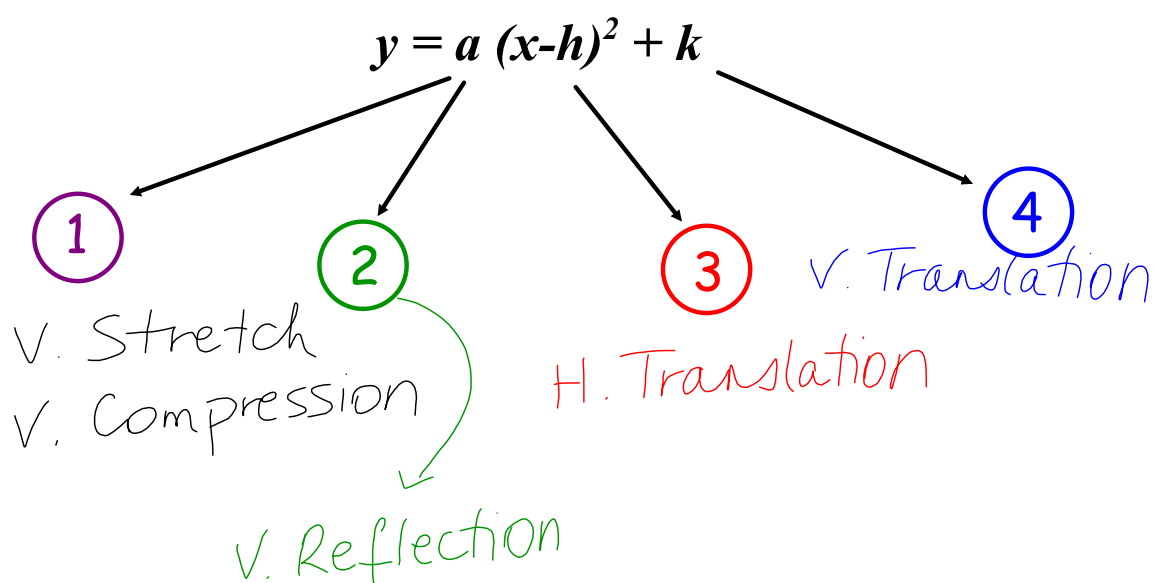 y = a (x-h)² + k
1
2
3
4
V. Stretch
V. Compression
V. Reflection
H. Translation
V. Translation